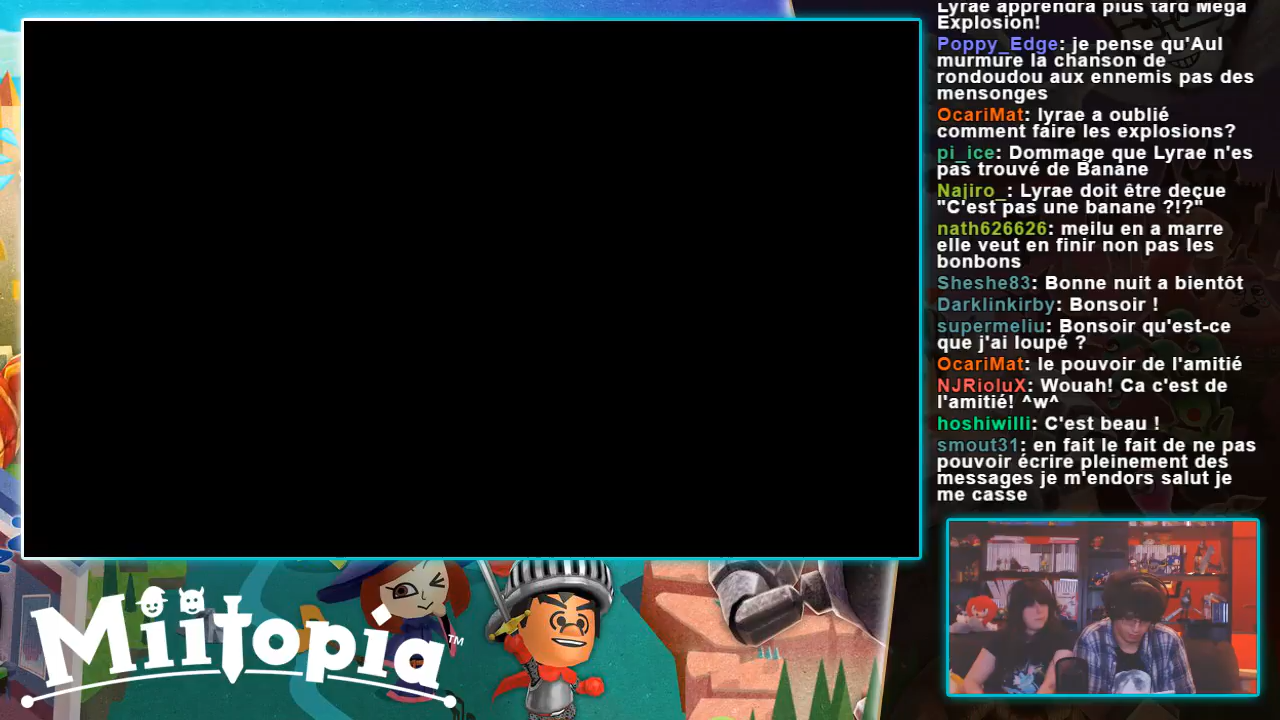 Lyrae apprendra plus tard Mega
Explosion!
Poppy_Edge: je pense qu'Aul
murmure la chanson de
rondoudou aux ennemis pas des
mensonges
OcariMat: lyrae a oublié
comment faire les explosions?
pi_ice: Dommage que Lyrae n'es
pas trouvé de Banane
Najiro_: Lyrae doit être deçue
"C'est pas une banane ?!?"
nath626626: meilu en a marre
elle veut en finir non pas les
bonbons
Sheshe83: Bonne nuit a bientôt
Darklinkirby: Bonsoir !
supermeliu: Bonsoir qu'est-ce
que j'ai loupé ?
OcariMat: le pouvoir de l'amitié
NJRioluX: Wouah! Ca c'est de
l'amitié! ^w^
hoshiwilli: C'est beau !
smout31: en fait le fait de ne pas
pouvoir écrire pleinement des
messages je m'endors salut je
me casse
Miitopia™